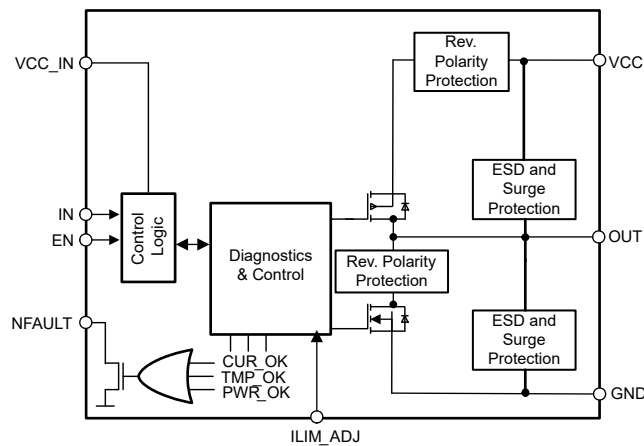 VCC_IN
Rev.
Polarity
Protection
VCC
ESD and
Surge
Protection
IN
EN
Control
Logic
Diagnostics
& Control
OUT
Rev. Polarity
Protection
NFAULT
ESD and
Surge
Protection
CUR_OK
TMP_OK
PWR_OK
GND
ILIM_ADJ